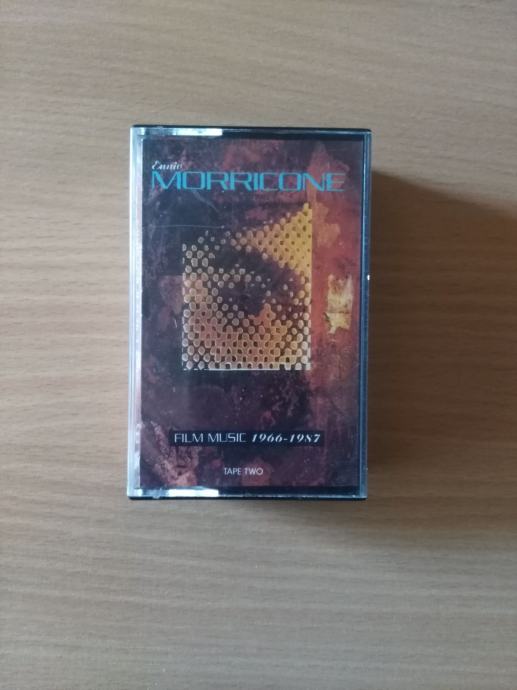 Ennio
MORRICONE
FILM MUSIC 1966-1987
TAPE TWO